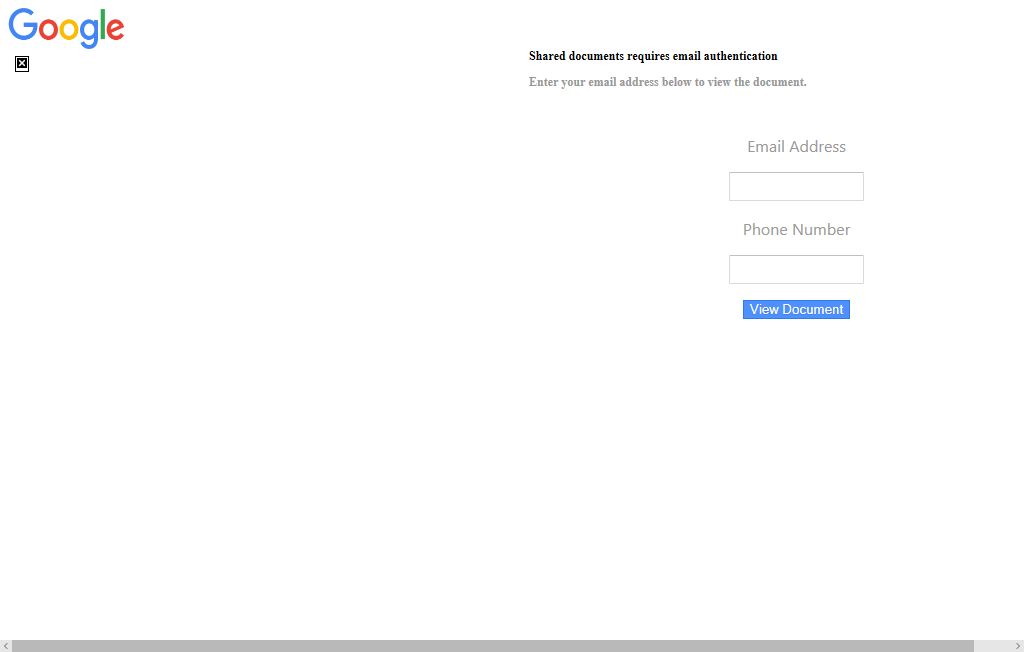 Google
Shared documents requires email authentication
Enter your email address below to view the document.
Email Address
Phone Number
View Document